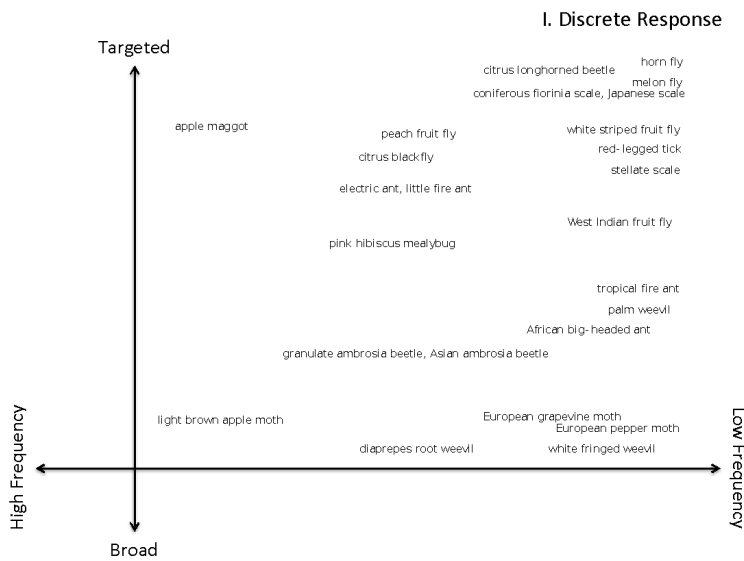 I. Discrete Response
Targeted
horn fly
citrus longhorned beetle
melon fly
coniferous fiorinia scale, Japanese scale
apple maggot
white striped fruit fly
peach fruit fly
red-legged tick
citrus blackfly
stellate scale
electric ant, little fire ant
West Indian fruit fly
pink hibiscus mealybug
tropical fire ant
palm weevil
African big-headed ant
granulate ambrosia beetle, Asian ambrosia beetle
light brown apple moth
European grapevine moth
European pepper moth
diaprepes root weevil
white fringed weevil
High Frequency
Low Frequency
Broad